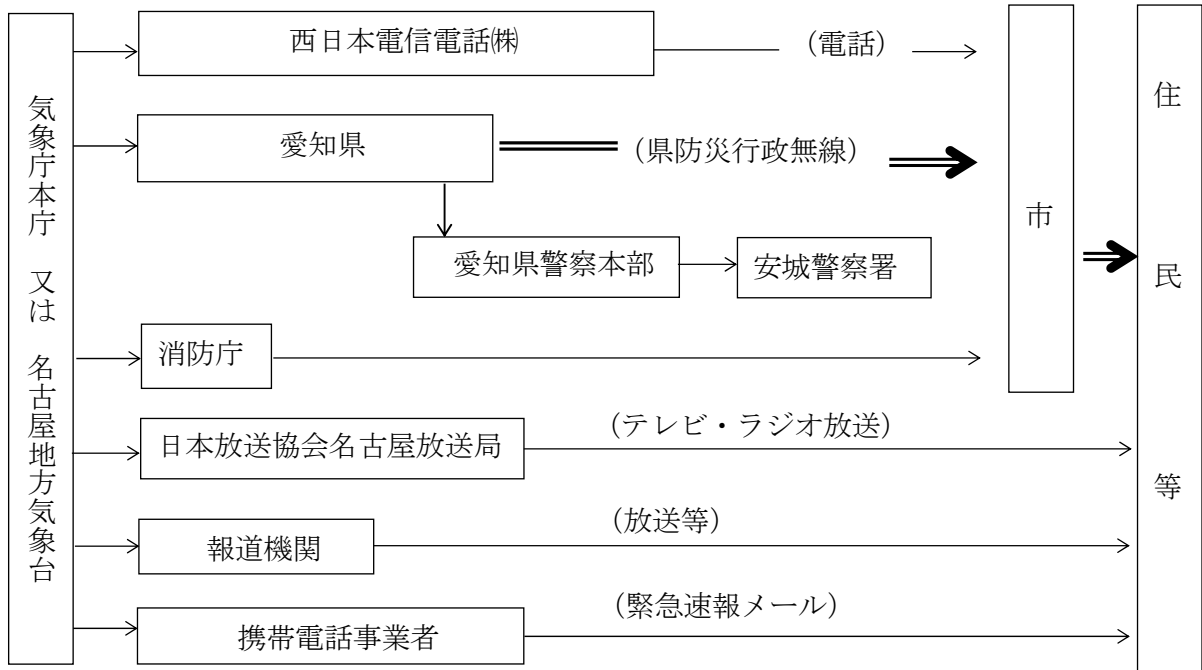 気象庁本庁 又は 名古屋地方気象台
西日本電信電話㈱
(電話)
愛知県
(県防災行政無線)
愛知県警察本部
安城警察署
消防庁
市
日本放送協会名古屋放送局
(テレビ・ラジオ放送)
報道機関
(放送等)
携帯電話事業者
(緊急速報メール)
住民等